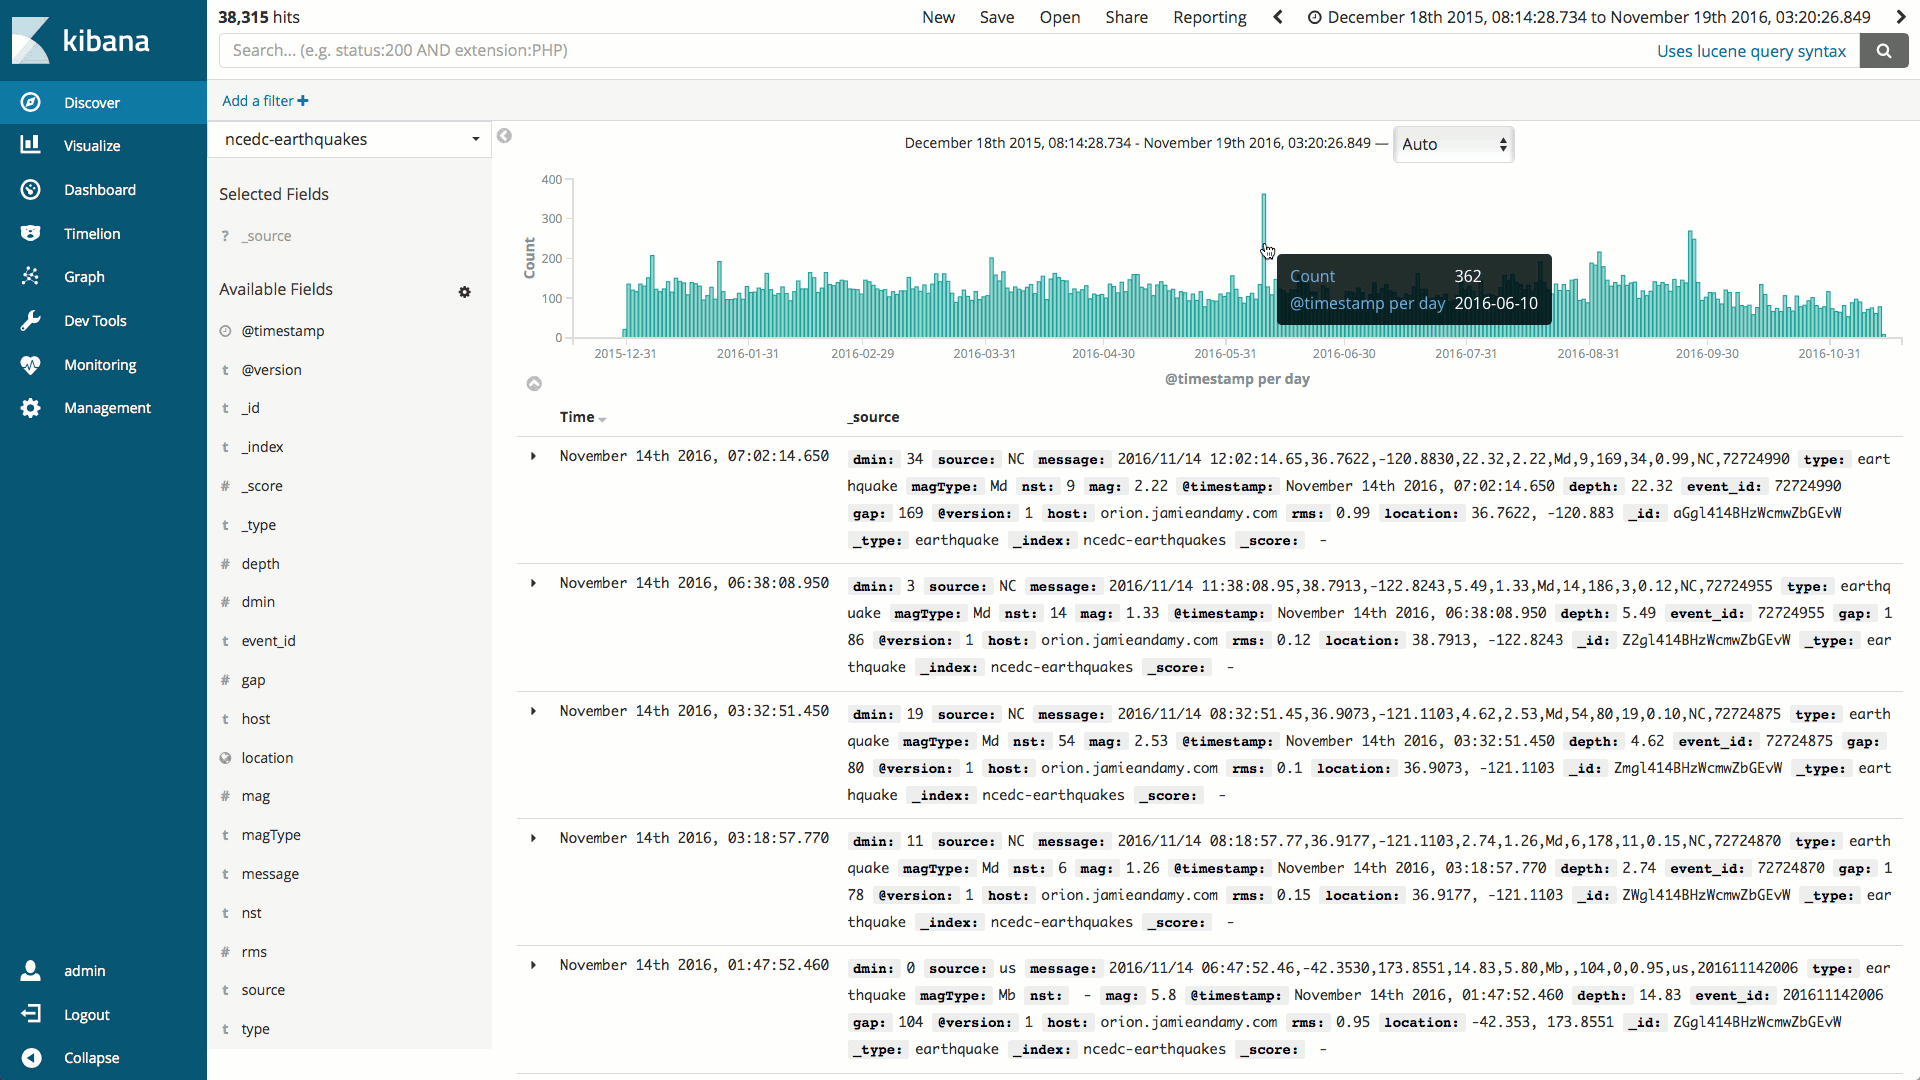 kibana
Discover
Visualize
Dashboard
Timelion
Graph
Dev Tools
Monitoring
Management
admin
Logout
Collapse
38,315 hits
New Save Open Share Reporting December 18th 2015, 08:14:28.734 to November 19th 2016, 03:20:26.849
Search... (e.g. status:200 AND extension:PHP) Uses lucene query syntax
Add a filter +
ncedc-earthquakes
Selected Fields
? _source
Available Fields
@timestamp
t @version
t _id
t _index
# _score
t _type
# depth
# dmin
t event_id
# gap
t host
location
# mag
t magType
t message
t nst
# rms
t source
t type
December 18th 2015, 08:14:28.734 - November 19th 2016, 03:20:26.849 — Auto
Count
400
300
200
100
0
Count 362
@timestamp per day 2016-06-10
2015-12-31 2016-01-31 2016-02-29 2016-03-31 2016-04-30 2016-05-31 2016-06-30 2016-07-31 2016-08-31 2016-09-30 2016-10-31
@timestamp per day
Time _source
November 14th 2016, 07:02:14.650 dmin: 34 source: NC message: 2016/11/14 12:02:14.65,36.7622,-120.8830,22.32,2.22,Md,9,169,34,0.99,NC,72724990 type: eart
hquake magType: Md nst: 9 mag: 2.22 @timestamp: November 14th 2016, 07:02:14.650 depth: 22.32 event_id: 72724990
gap: 169 @version: 1 host: orion.jamieandamy.com rms: 0.99 location: 36.7622, -120.883 _id: aGgl414BHzWcmwZbGEvW
_type: earthquake _index: ncedc-earthquakes _score: -
November 14th 2016, 06:38:08.950 dmin: 3 source: NC message: 2016/11/14 11:38:08.95,38.7913,-122.8243,5.49,1.33,Md,14,186,3,0.12,NC,72724955 type: earthq
uake magType: Md nst: 14 mag: 1.33 @timestamp: November 14th 2016, 06:38:08.950 depth: 5.49 event_id: 72724955 gap: 1
86 @version: 1 host: orion.jamieandamy.com rms: 0.12 location: 38.7913, -122.8243 _id: Z2gl414BHzWcmwZbGEvW _type: ear
thquake _index: ncedc-earthquakes _score: -
November 14th 2016, 03:32:51.450 dmin: 19 source: NC message: 2016/11/14 08:32:51.45,36.9073,-121.1103,4.62,2.53,Md,54,80,19,0.10,NC,72724875 type: earth
quake magType: Md nst: 54 mag: 2.53 @timestamp: November 14th 2016, 03:32:51.450 depth: 4.62 event_id: 72724875 gap:
80 @version: 1 host: orion.jamieandamy.com rms: 0.1 location: 36.9073, -121.1103 _id: Zmgl414BHzWcmwZbGEvW _type: eart
hquake _index: ncedc-earthquakes _score: -
November 14th 2016, 03:18:57.770 dmin: 11 source: NC message: 2016/11/14 08:18:57.77,36.9177,-121.1103,2.74,1.26,Md,6,178,11,0.15,NC,72724870 type: earth
quake magType: Md nst: 6 mag: 1.26 @timestamp: November 14th 2016, 03:18:57.770 depth: 2.74 event_id: 72724870 gap: 1
78 @version: 1 host: orion.jamieandamy.com rms: 0.15 location: 36.9177, -121.1103 _id: ZWgl414BHzWcmwZbGEvW _type: ear
thquake _index: ncedc-earthquakes _score: -
November 14th 2016, 01:47:52.460 dmin: 0 source: us message: 2016/11/14 06:47:52.46,-42.3530,173.8551,14.83,5.80,Mb,,104,0,0.95,us,201611142006 type: ear
thquake magType: Mb nst: - mag: 5.8 @timestamp: November 14th 2016, 01:47:52.460 depth: 14.83 event_id: 201611142006
gap: 104 @version: 1 host: orion.jamieandamy.com rms: 0.95 location: -42.353, 173.8551 _id: ZGgl414BHzWcmwZbGEvW
_type: earthquake _index: ncedc-earthquakes _score: -